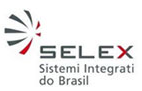 SELEX
Sistemi Integrati
do Brasil